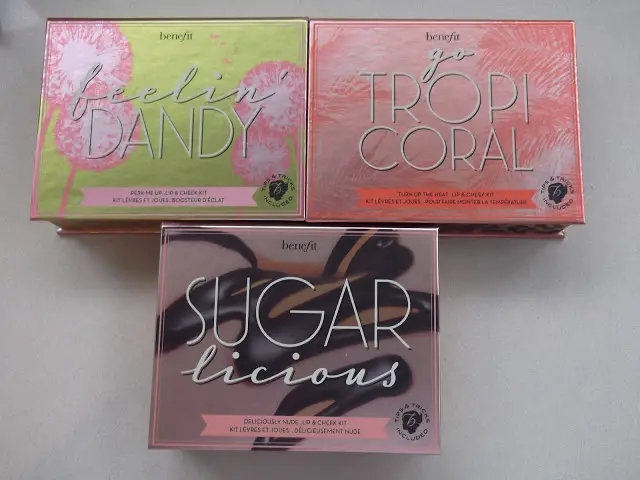 benefit
feelin'
DANDY
PERK-ME-UP...LIP & CHEEK KIT
KIT LÈVRES ET JOUES...BOOSTEUR D'ÉCLAT
TIPS & TRICKS
INCLUDED
benefit
go
TROPI
CORAL
TURN UP THE HEAT...LIP & CHEEK KIT
KIT LÈVRES ET JOUES...POUR FAIRE MONTER LA TEMPÉRATURE
TIPS & TRICKS
INCLUDED
benefit
SUGAR
licious
DELICIOUSLY NUDE...LIP & CHEEK KIT
KIT LÈVRES ET JOUES...DÉLICIEUSEMENT NUDE
TIPS & TRICKS
INCLUDED